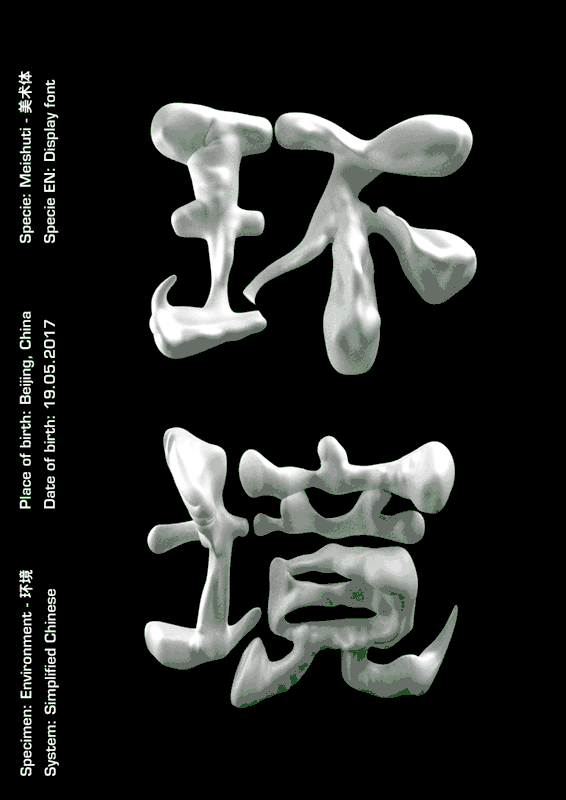 环
境
Specimen: Environment - 环境
System: Simplified Chinese
Place of birth: Beijing, China
Date of birth: 19.05.2017
Specie: Meishuti - 美术体
Specie EN: Display font